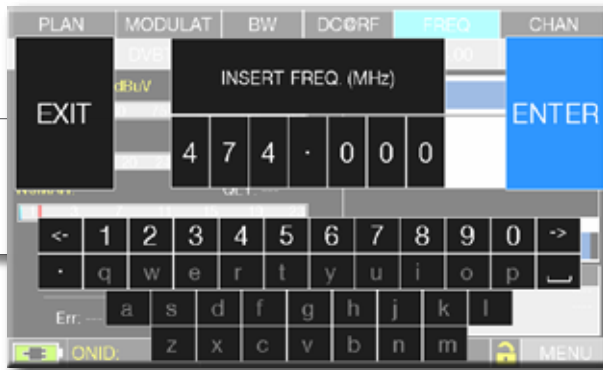 PLAN MODULAT BW DC@RF FREQ CHAN
DVB .00
dBuV
EXIT
INSERT FREQ. (MHz)
ENTER
4 7 4 . 0 0 0
<- 1 2 3 4 5 6 7 8 9 0 ->
. q w e r t y u i o p
a s d f g h j k l
Err: ---
z x c v b n m
ONID: MENU